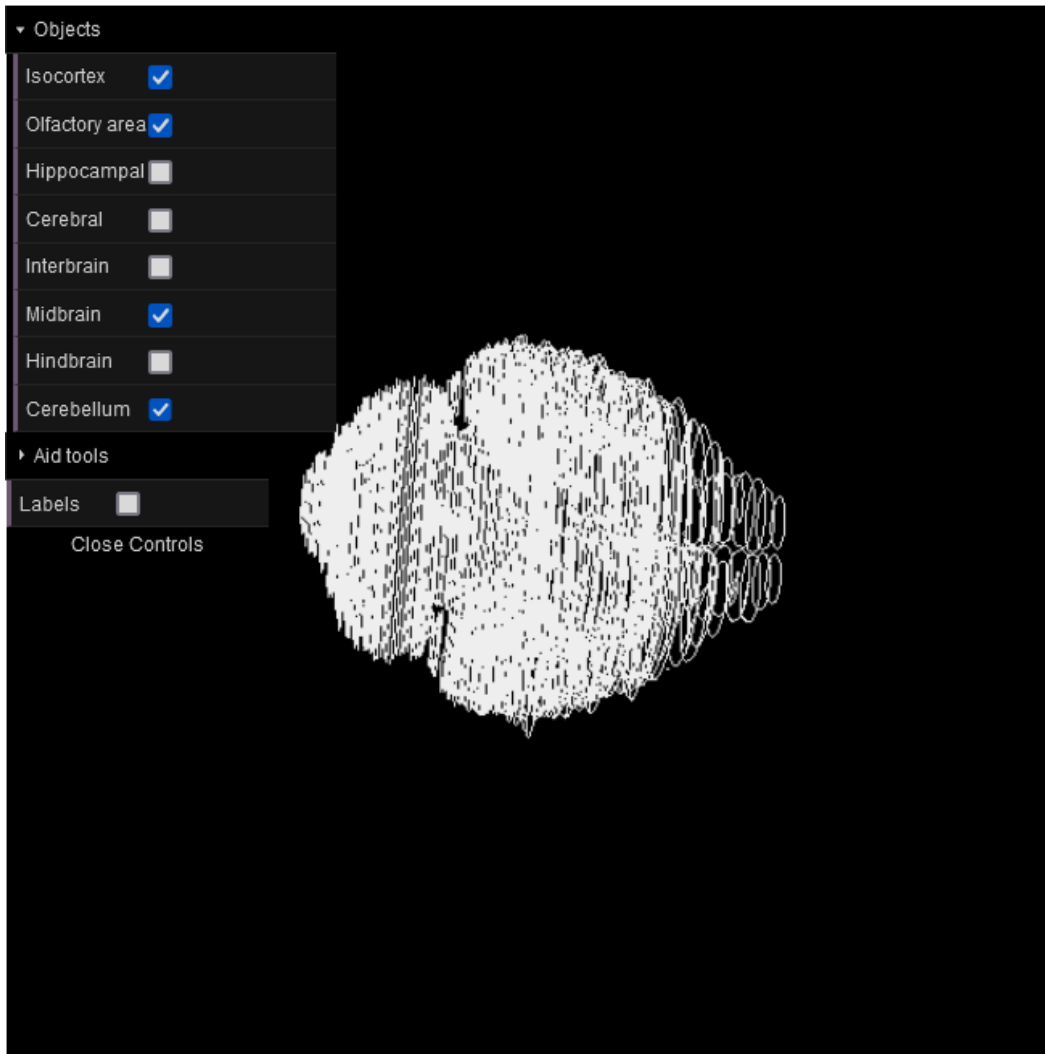 Objects
Isocortex
Olfactory area
Hippocampal
Cerebral
Interbrain
Midbrain
Hindbrain
Cerebellum
Aid tools
Labels
Close Controls